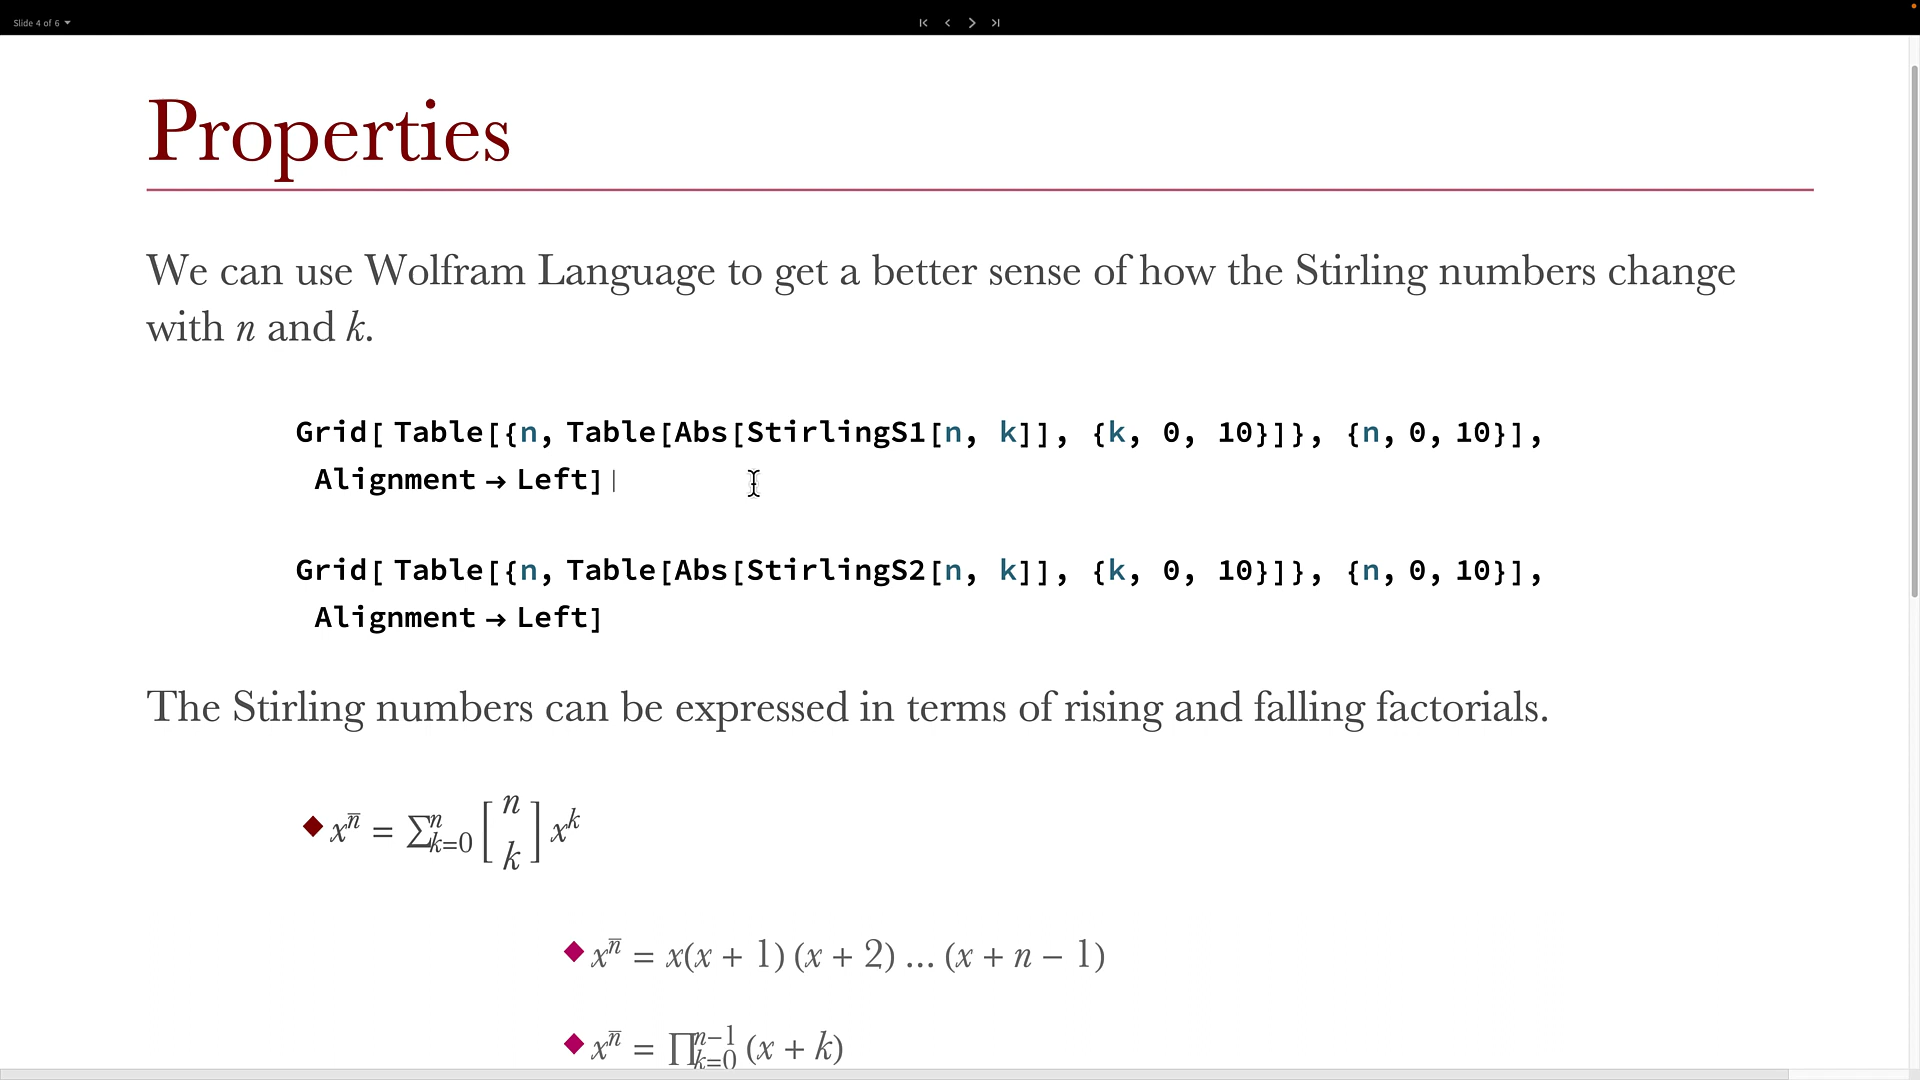 Slide 4 of 6
Properties
We can use Wolfram Language to get a better sense of how the Stirling numbers change
with n and k.
Grid[ Table[{n, Table[Abs[StirlingS1[n, k]], {k, 0, 10}]}, {n, 0, 10}],
Alignment → Left]
Grid[ Table[{n, Table[Abs[StirlingS2[n, k]], {k, 0, 10}]}, {n, 0, 10}],
Alignment → Left]
The Stirling numbers can be expressed in terms of rising and falling factorials.
◆ x^n̅ = ∑_{k=0}^{n} [n k] x^k
◆ x^n̅ = x(x + 1) (x + 2) … (x + n − 1)
◆ x^n̅ = ∏_{k=0}^{n−1} (x + k)